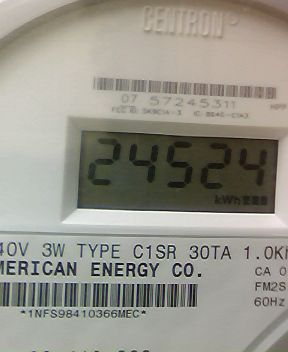 CENTRON
07 57245311
24524
kWh
40V 3W TYPE C1SR 30TA 1.0Kh
MERICAN ENERGY CO.
CA 0
FM2S
60Hz
*1NFS98410366MEC*